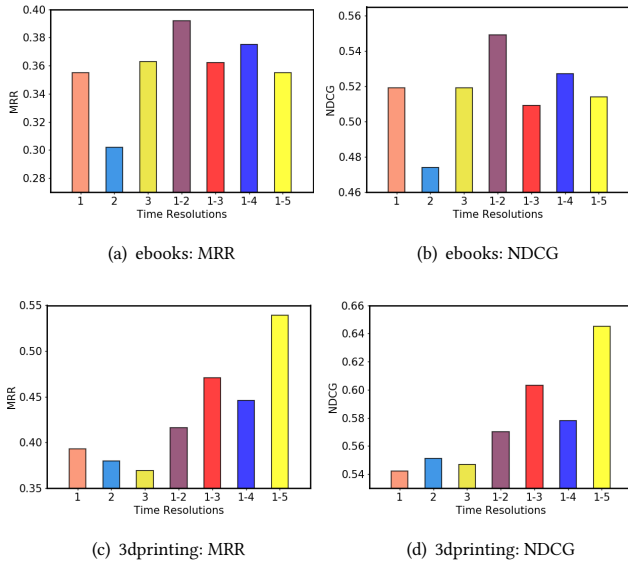 0.40
0.38
0.36
0.34
0.32
0.30
0.28
MRR
1 2 3 1-2 1-3 1-4 1-5
Time Resolutions
(a) ebooks: MRR
0.56
0.54
0.52
0.50
0.48
0.46
NDCG
1 2 3 1-2 1-3 1-4 1-5
Time Resolutions
(b) ebooks: NDCG
0.55
0.50
0.45
0.40
0.35
MRR
1 2 3 1-2 1-3 1-4 1-5
Time Resolutions
(c) 3dprinting: MRR
0.66
0.64
0.62
0.60
0.58
0.56
0.54
NDCG
1 2 3 1-2 1-3 1-4 1-5
Time Resolutions
(d) 3dprinting: NDCG